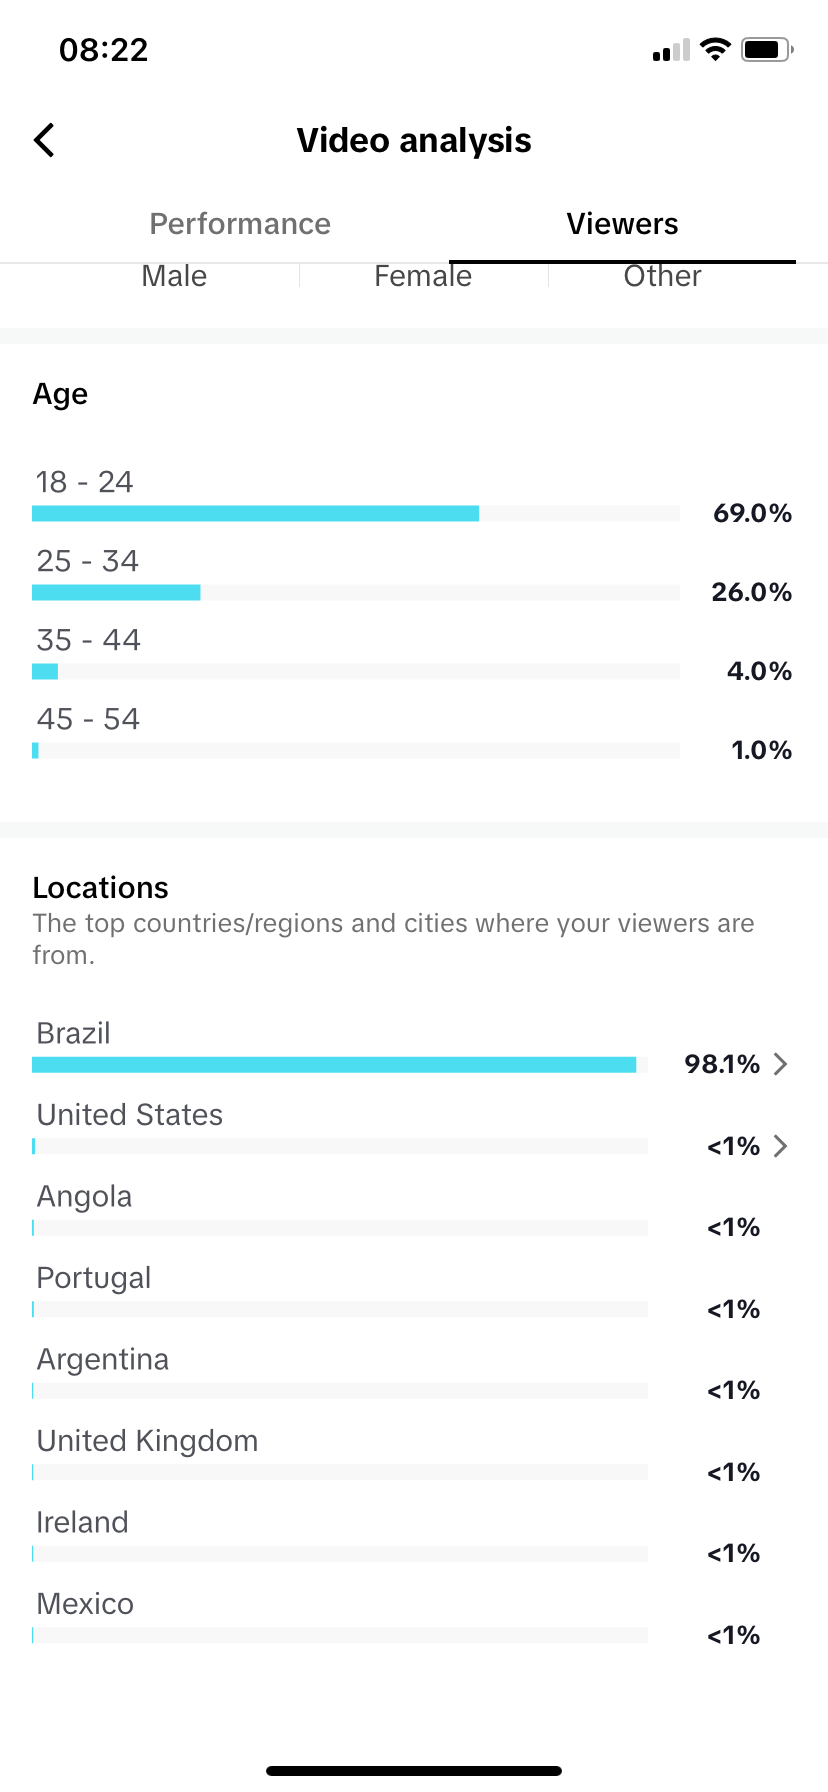 08:22
Video analysis
Performance Viewers
Male Female Other
Age
18 - 24
69.0%
25 - 34
26.0%
35 - 44
4.0%
45 - 54
1.0%
Locations
The top countries/regions and cities where your viewers are
from.
Brazil
98.1%
United States
<1%
Angola
<1%
Portugal
<1%
Argentina
<1%
United Kingdom
<1%
Ireland
<1%
Mexico
<1%